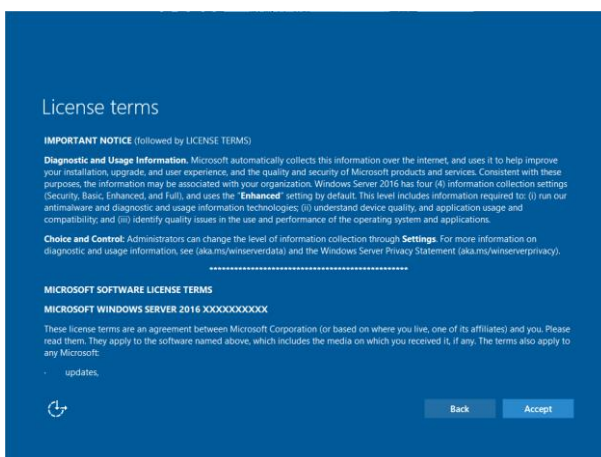 License terms
IMPORTANT NOTICE (followed by LICENSE TERMS)
Diagnostic and Usage Information. Microsoft automatically collects this information over the internet, and uses it to help improve
your installation, upgrade, and user experience, and the quality and security of Microsoft products and services. Consistent with these
purposes, the information may be associated with your organization. Windows Server 2016 has four (4) information collection settings
(Security, Basic, Enhanced, and Full), and uses the "Enhanced" setting by default. This level includes information required to: (i) run our
antimalware and diagnostic and usage information technologies; (ii) understand device quality, and application usage and
compatibility; and (iii) identify quality issues in the use and performance of the operating system and applications.
Choice and Control: Administrators can change the level of information collection through Settings. For more information on
diagnostic and usage information, see (aka.ms/winserverdata) and the Windows Server Privacy Statement (aka.ms/winserverprivacy).
************************************************
MICROSOFT SOFTWARE LICENSE TERMS
MICROSOFT WINDOWS SERVER 2016 XXXXXXXXXX
These license terms are an agreement between Microsoft Corporation (or based on where you live, one of its affiliates) and you. Please
read them. They apply to the software named above, which includes the media on which you received it, if any. The terms also apply to
any Microsoft:
· updates,
Back Accept